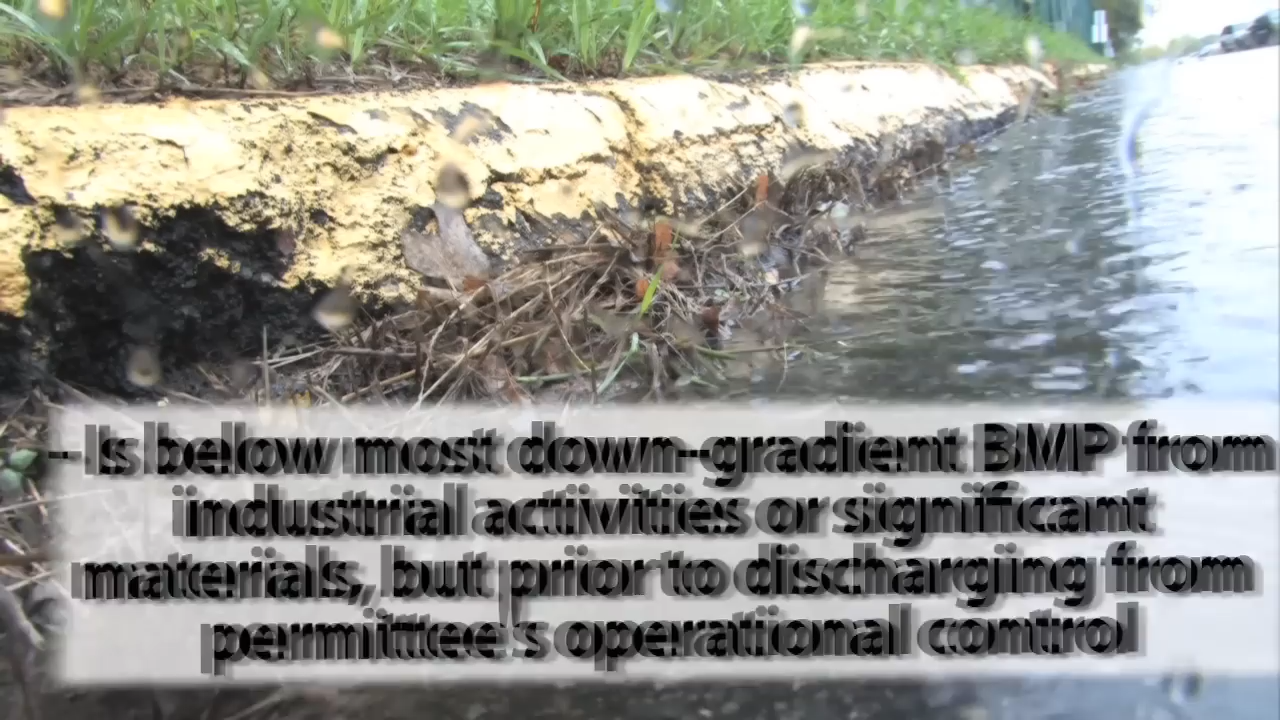 - Is below most down-gradient BMP from
industrial activities or significant
materials, but prior to discharging from
permittee's operational control